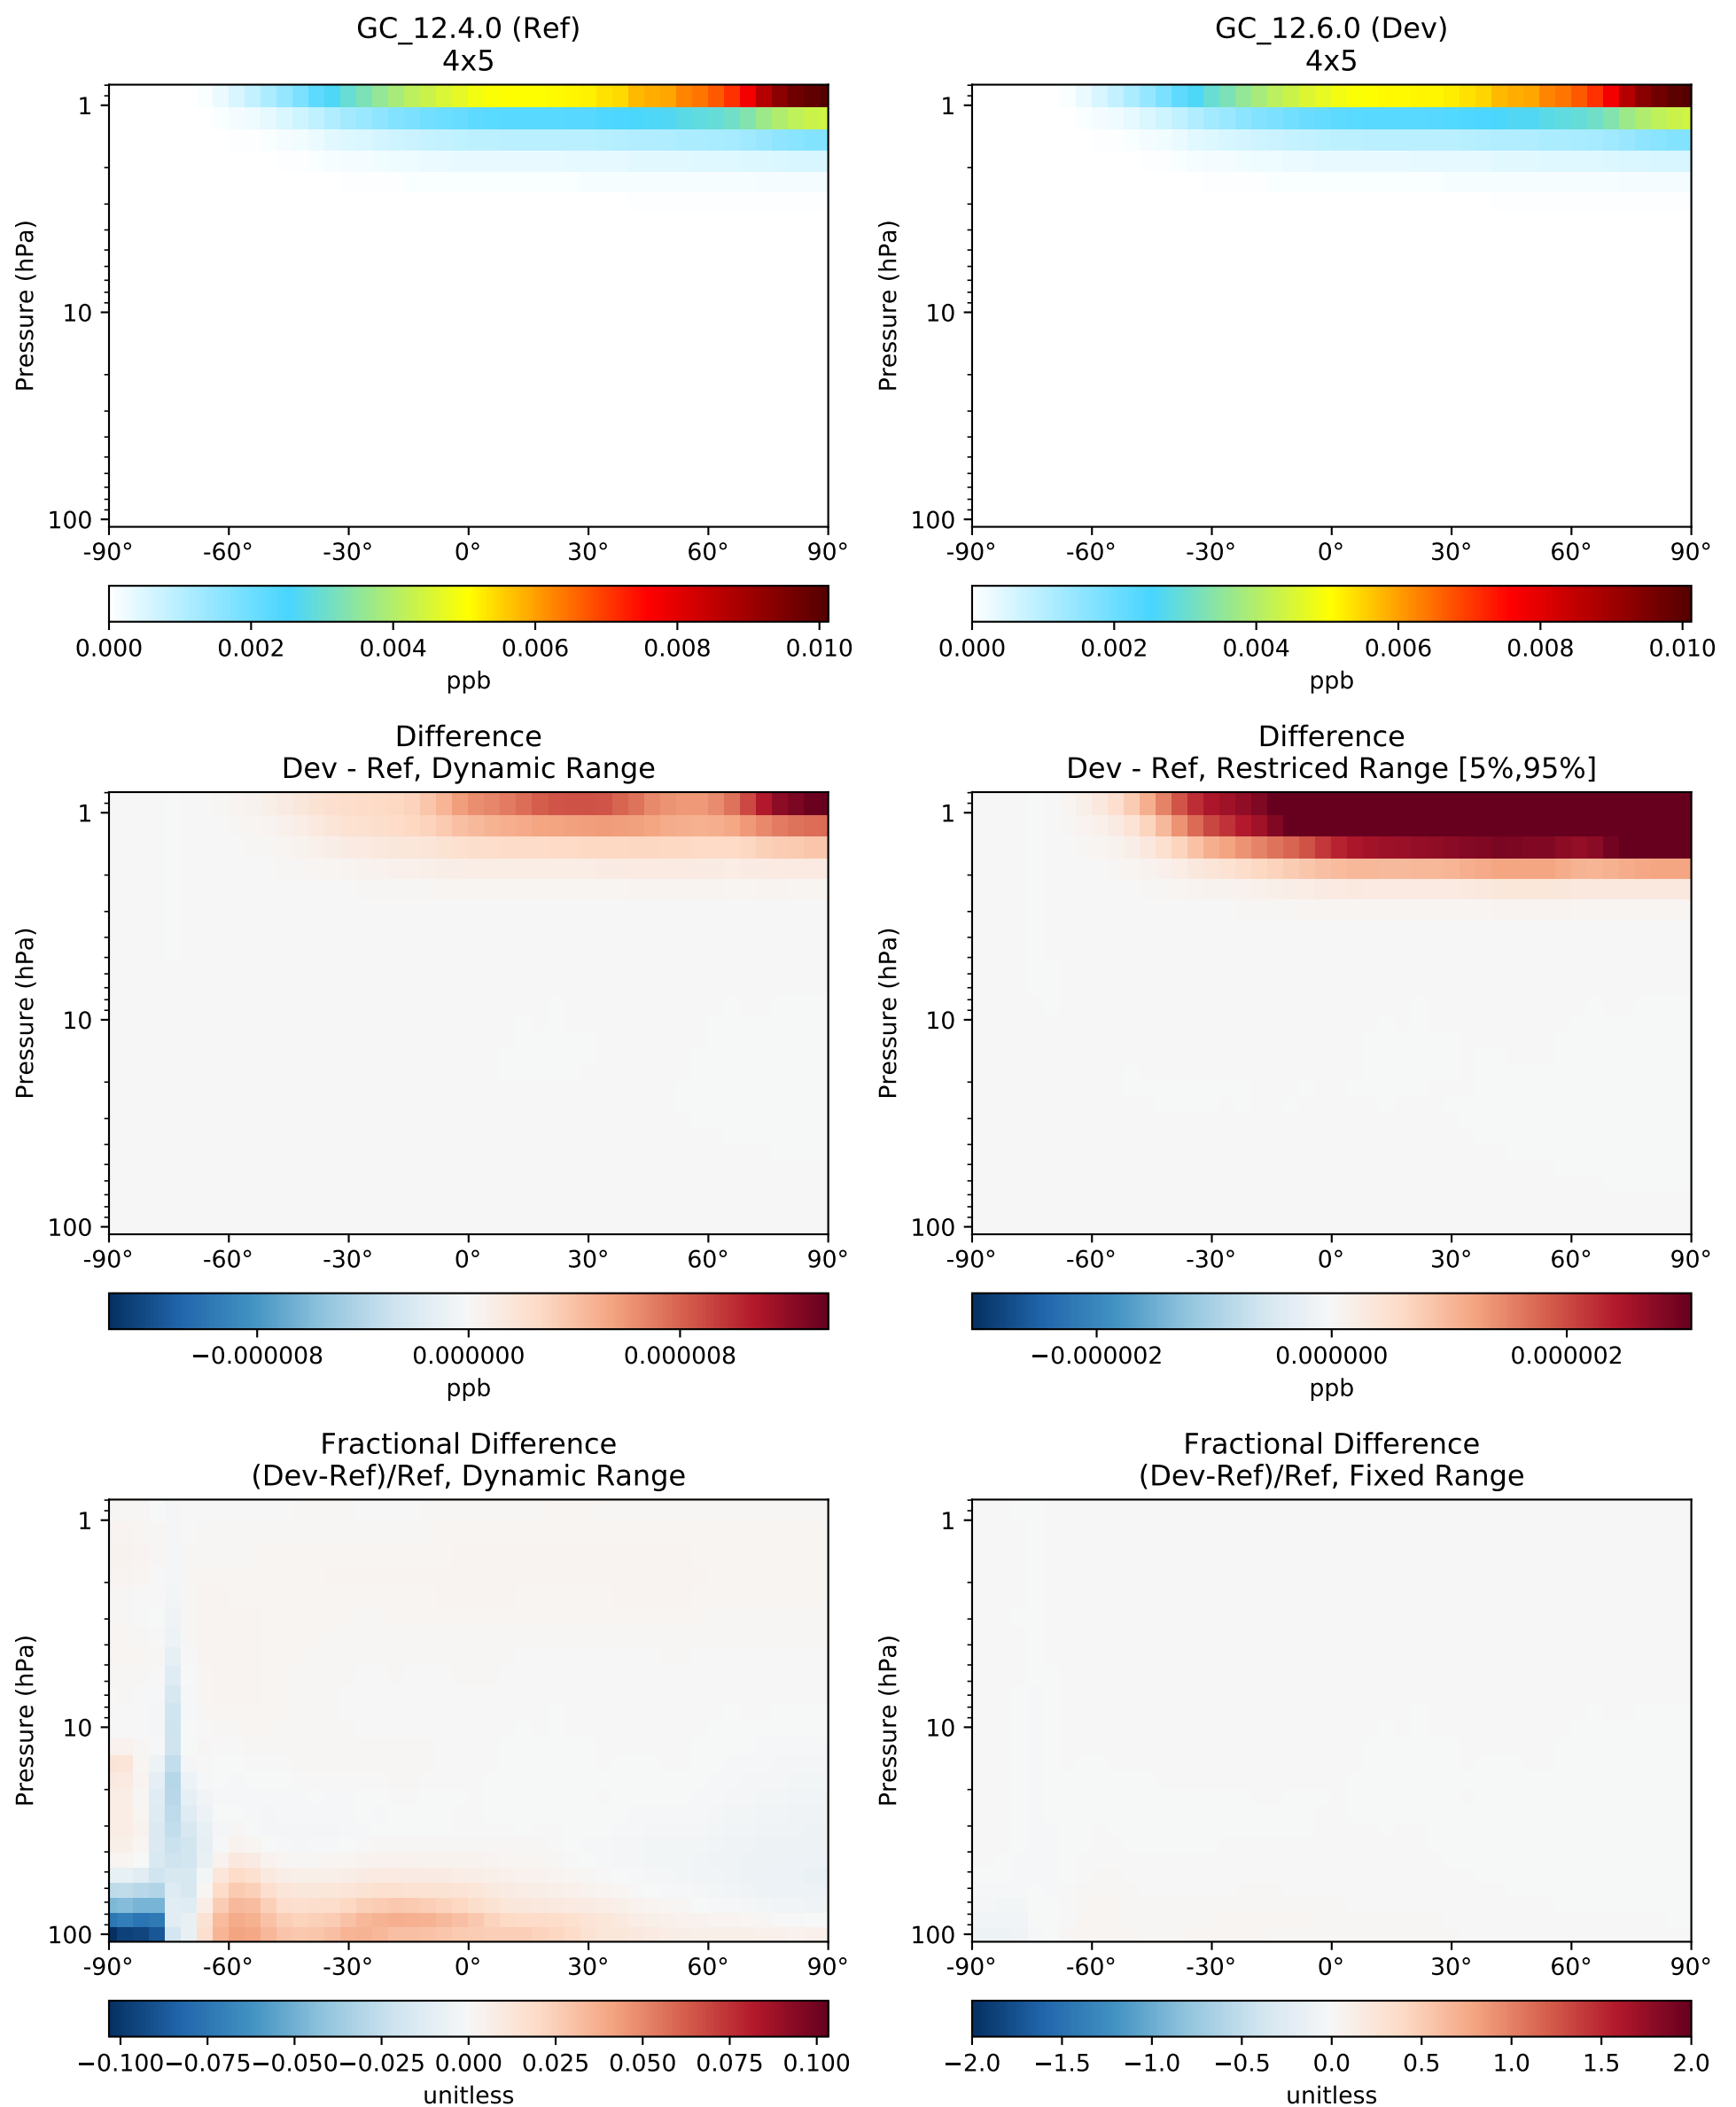 GC_12.4.0 (Ref)
4x5
GC_12.6.0 (Dev)
4x5
Pressure (hPa)
1
10
100
-90° -60° -30° 0° 30° 60° 90°
0.000 0.002 0.004 0.006 0.008 0.010
ppb
Pressure (hPa)
1
10
100
-90° -60° -30° 0° 30° 60° 90°
0.000 0.002 0.004 0.006 0.008 0.010
ppb
Difference
Dev - Ref, Dynamic Range
Difference
Dev - Ref, Restriced Range [5%,95%]
Pressure (hPa)
1
10
100
-90° -60° -30° 0° 30° 60° 90°
−0.000008 0.000000 0.000008
ppb
Pressure (hPa)
1
10
100
-90° -60° -30° 0° 30° 60° 90°
−0.000002 0.000000 0.000002
ppb
Fractional Difference
(Dev-Ref)/Ref, Dynamic Range
Fractional Difference
(Dev-Ref)/Ref, Fixed Range
Pressure (hPa)
1
10
100
-90° -60° -30° 0° 30° 60° 90°
−0.100 −0.075 −0.050 −0.025 0.000 0.025 0.050 0.075 0.100
unitless
Pressure (hPa)
1
10
100
-90° -60° -30° 0° 30° 60° 90°
−2.0 −1.5 −1.0 −0.5 0.0 0.5 1.0 1.5 2.0
unitless